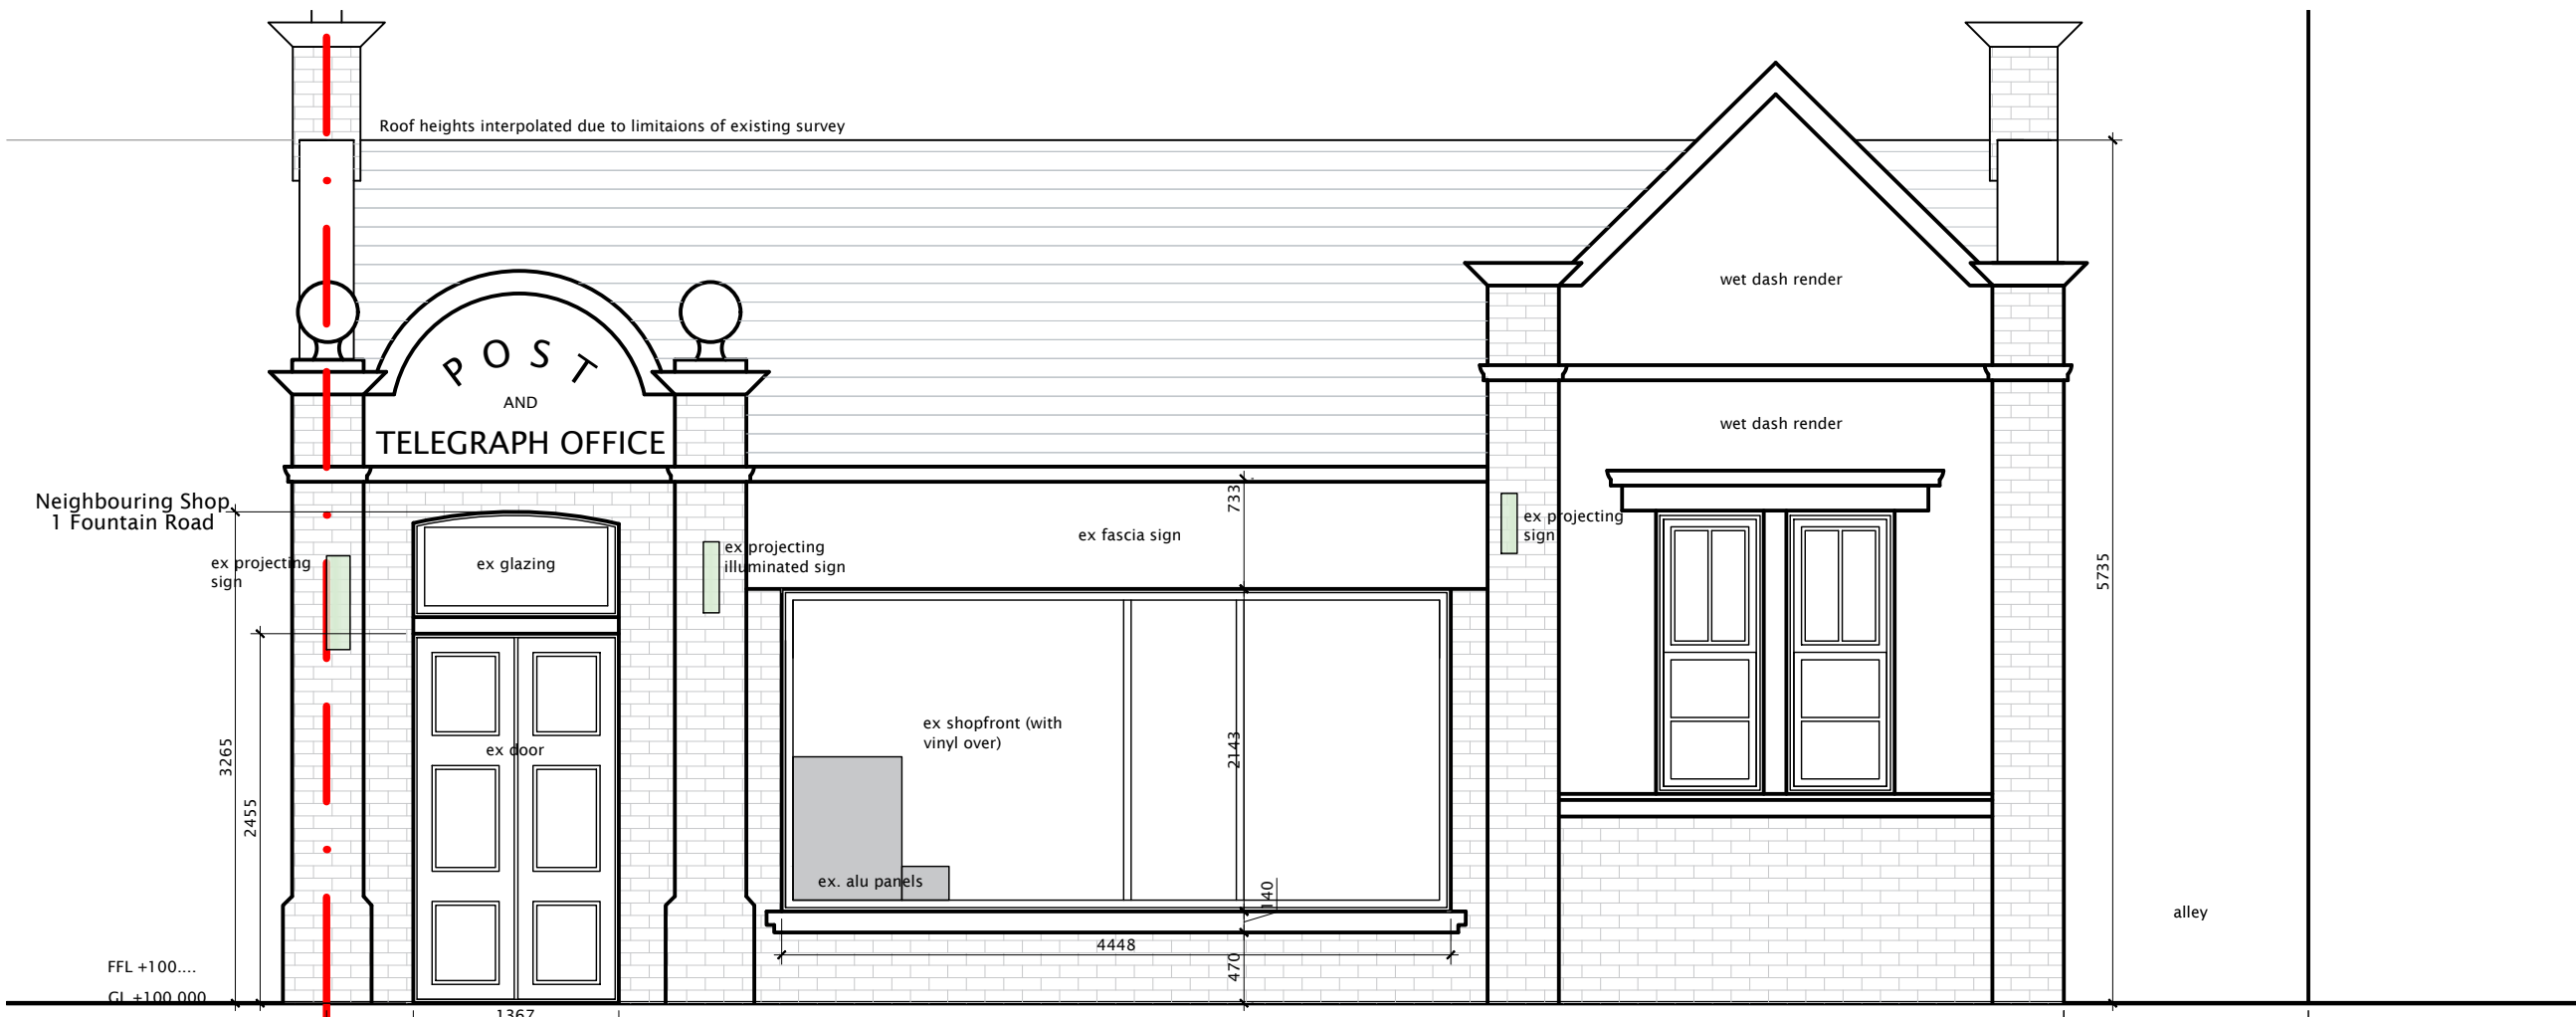 Roof heights interpolated due to limitaions of existing survey
wet dash render
POST
AND
TELEGRAPH OFFICE
wet dash render
Neighbouring Shop
1 Fountain Road
733
ex fascia sign
ex projecting
sign
ex projecting
illuminated sign
ex projecting
sign
ex glazing
5735
ex shopfront (with
vinyl over)
ex door
3265
2143
2455
ex. alu panels
140
alley
4448
470
FFL +100....
GL +100.000
1367